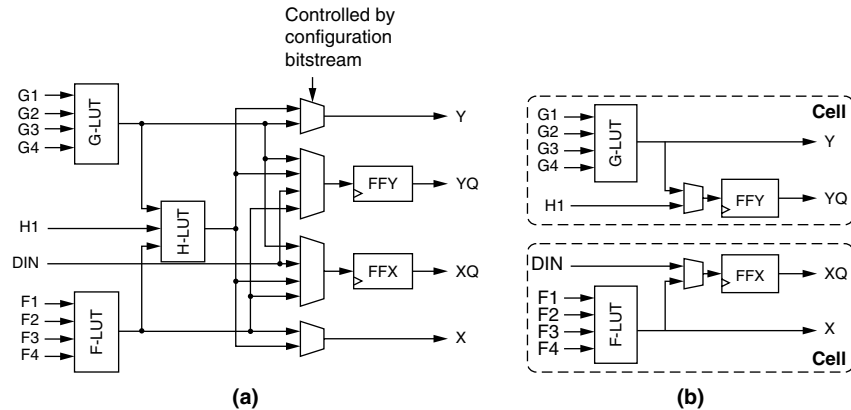 Controlled by
configuration
bitstream
G1
G2
G3
G4
G-LUT
H1
H-LUT
DIN
F1
F2
F3
F4
F-LUT
Y
FFY
YQ
FFX
XQ
X
(a)
Cell
G1
G2
G3
G4
G-LUT
Y
H1
FFY
YQ
DIN
FFX
XQ
F1
F2
F3
F4
F-LUT
X
Cell
(b)